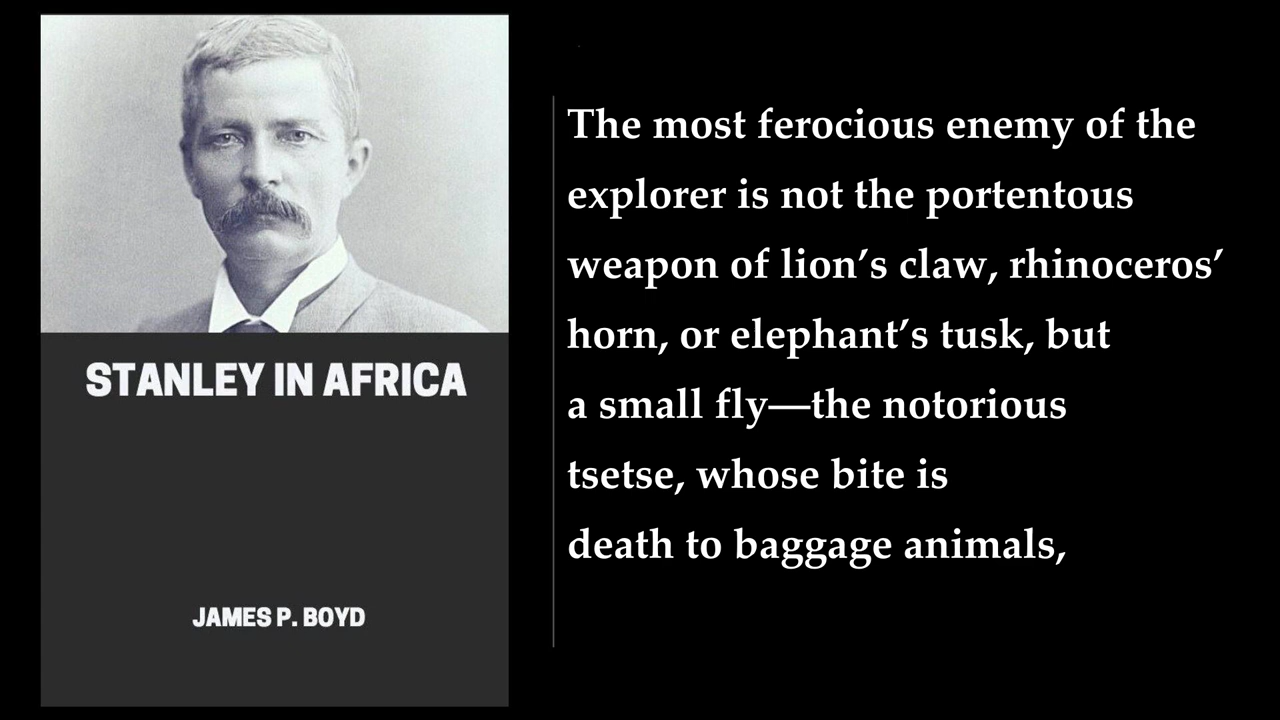 STANLEY IN AFRICA
JAMES P. BOYD
The most ferocious enemy of the
explorer is not the portentous
weapon of lion’s claw, rhinoceros’
horn, or elephant’s tusk, but
a small fly—the notorious
tsetse, whose bite is
death to baggage animals,